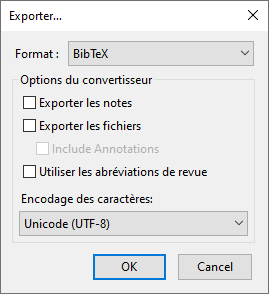 Exporter...
Format : BibTeX
Options du convertisseur
Exporter les notes
Exporter les fichiers
Include Annotations
Utiliser les abréviations de revue
Encodage des caractères:
Unicode (UTF-8)
OK Cancel